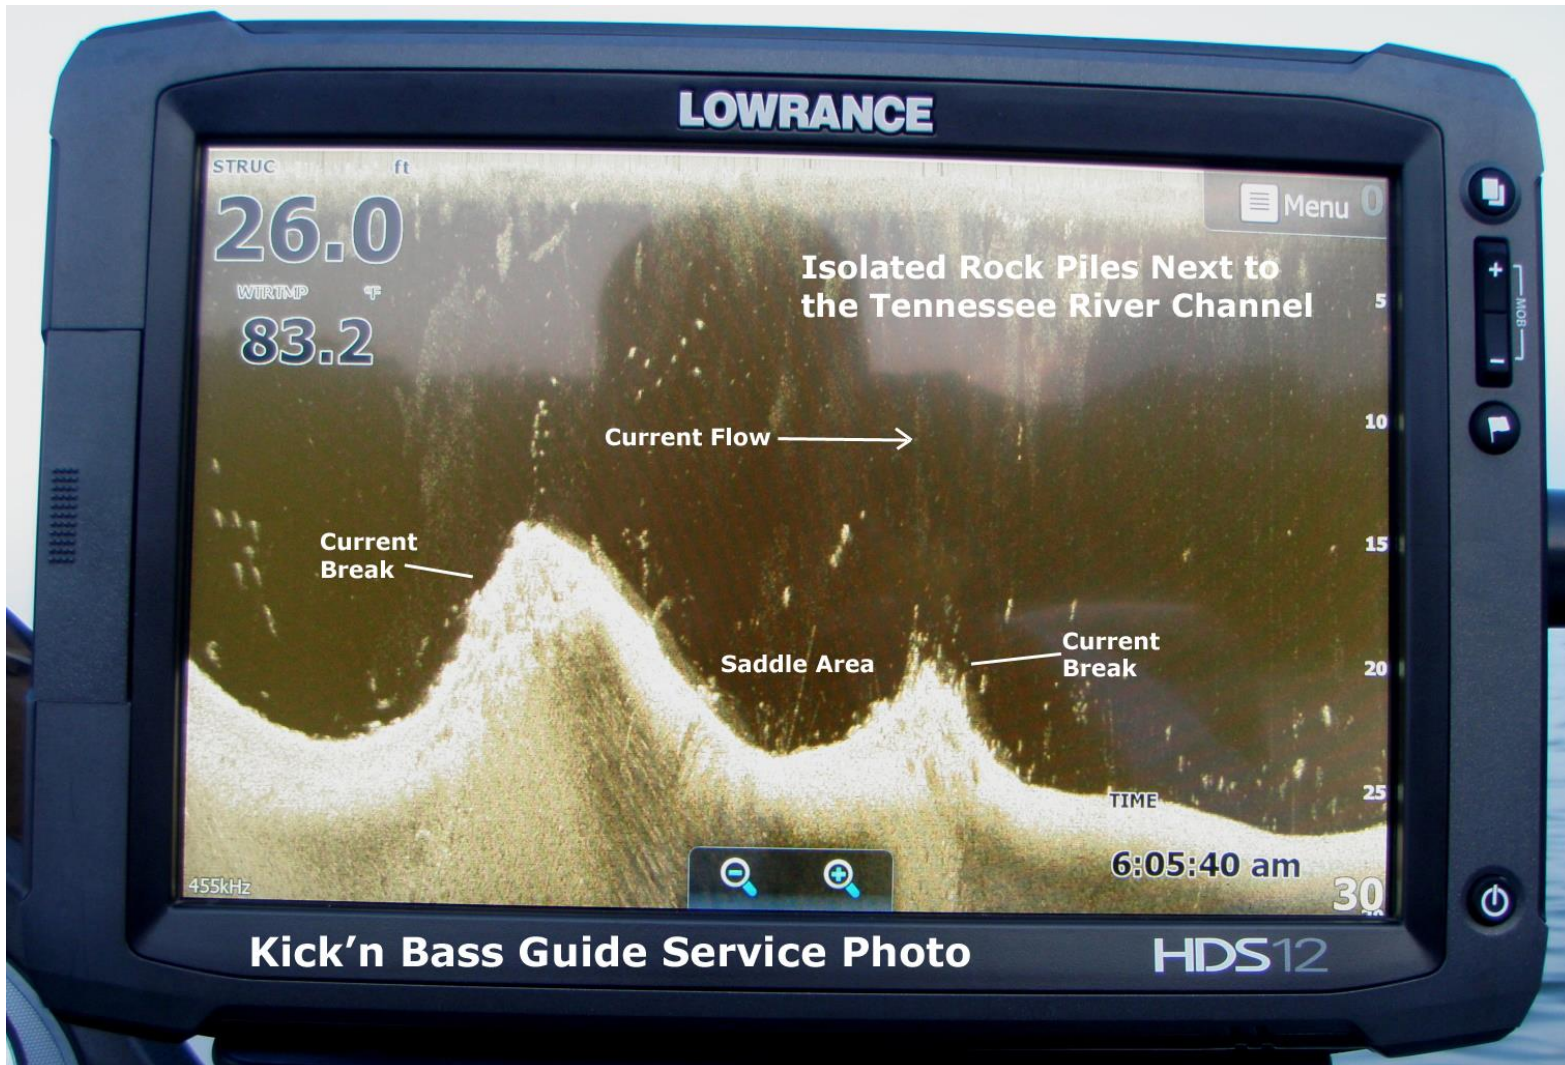 LOWRANCE
STRUC ft
26.0
WTRTMP °F
83.2
Menu 0
Isolated Rock Piles Next to
the Tennessee River Channel
5
10
Current Flow
15
Current
Break
20
Saddle Area
Current
Break
25
TIME
6:05:40 am
455kHz
30
MOB
Kick'n Bass Guide Service Photo
HDS12